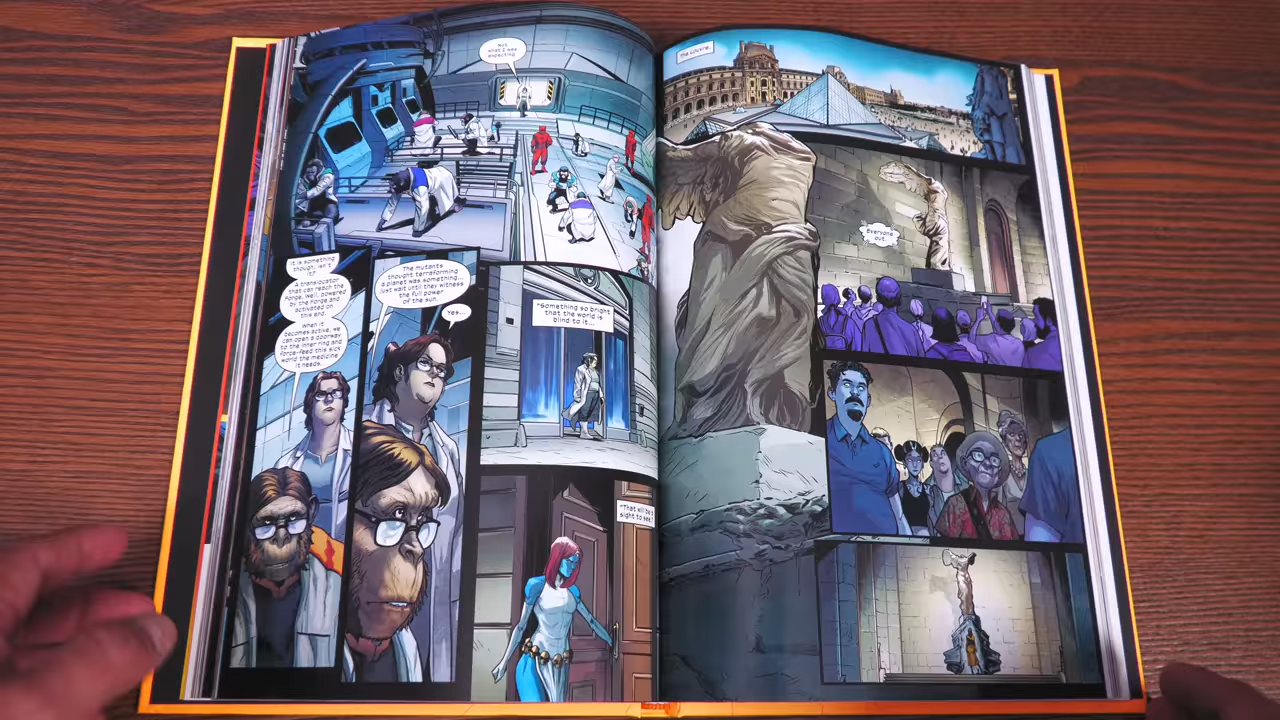 Not
what I was
expecting.
It is something
though, isn't
it?
A translocator
that can reach the
Forge. Well, powered
by the Forge and
activated on
this end.
When it
becomes active, we
can open a doorway
to the inner ring and
force-feed this sick
world the medicine
it needs.
The mutants
thought terraforming
a planet was something...
just wait until they witness
the full power
of the sun.
Yes...
"Something so bright
that the world is
blind to it...
"That will be a
sight to see."
The Louvre.
Everyone
out.